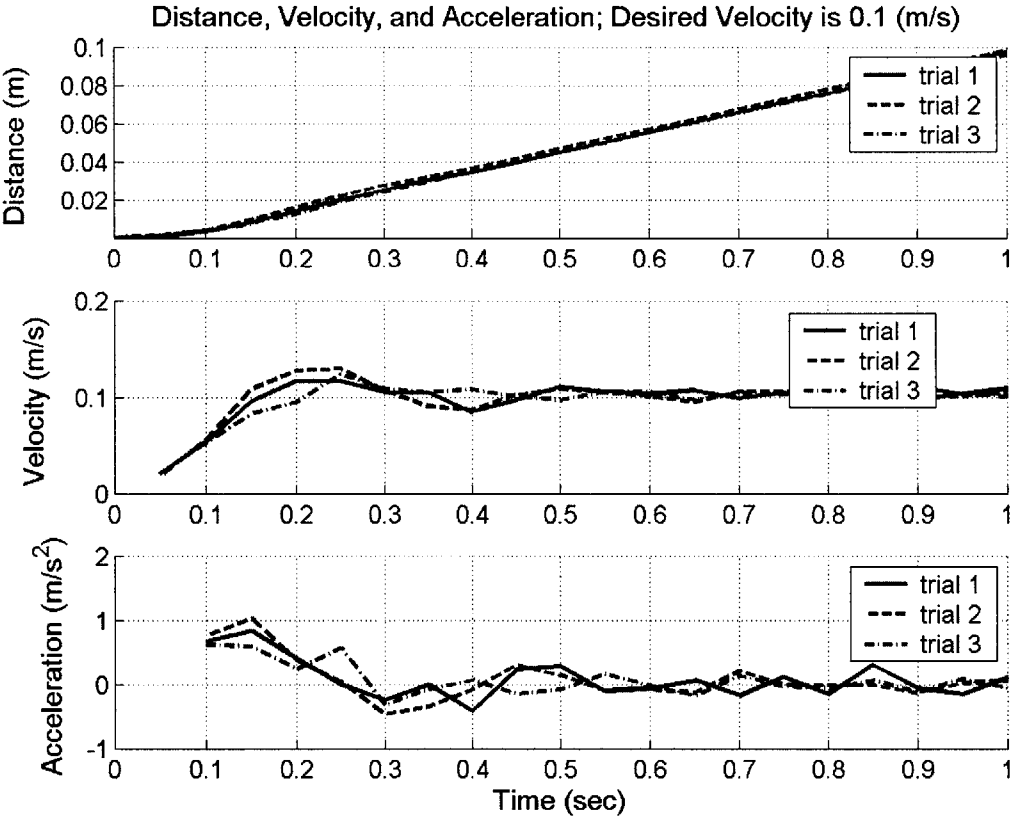 Distance, Velocity, and Acceleration; Desired Velocity is 0.1 (m/s)
Distance (m)
0.1
0.08
0.06
0.04
0.02
trial 1
trial 2
trial 3
0 0.1 0.2 0.3 0.4 0.5 0.6 0.7 0.8 0.9 1
Velocity (m/s)
0.2
0.1
0
trial 1
trial 2
trial 3
0 0.1 0.2 0.3 0.4 0.5 0.6 0.7 0.8 0.9 1
Acceleration (m/s²)
2
1
0
-1
trial 1
trial 2
trial 3
0 0.1 0.2 0.3 0.4 0.5 0.6 0.7 0.8 0.9 1
Time (sec)